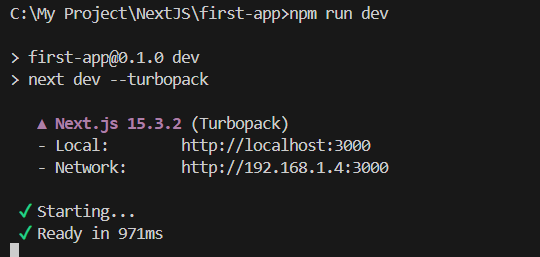 C:\My Project\NextJS\first-app>npm run dev
> first-app@0.1.0 dev
> next dev --turbopack
▲ Next.js 15.3.2 (Turbopack)
- Local: http://localhost:3000
- Network: http://192.168.1.4:3000
✓ Starting...
✓ Ready in 971ms